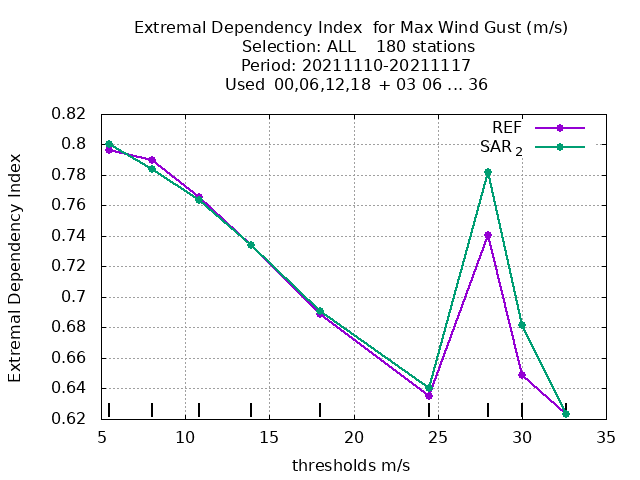 Extremal Dependency Index  for Max Wind Gust (m/s)
Selection: ALL    180 stations
Period: 20211110-20211117
Used  00,06,12,18  + 03 06 ... 36
0.82
0.8
0.78
0.76
0.74
0.72
0.7
0.68
0.66
0.64
0.62
Extremal Dependency Index
REF
SAR 2
5
10
15
20
25
30
35
thresholds m/s